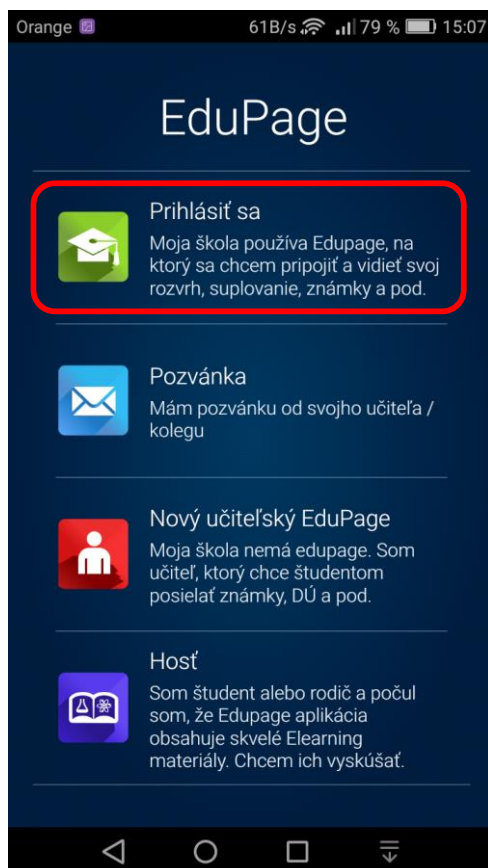 Orange 61B/s 79 % 15:07
EduPage
Prihlásiť sa
Moja škola používa Edupage, na
ktorý sa chcem pripojiť a vidieť svoj
rozvrh, suplovanie, známky a pod.
Pozvánka
Mám pozvánku od svojho učiteľa /
kolegu
Nový učiteľský EduPage
Moja škola nemá edupage. Som
učiteľ, ktorý chce študentom
posielať známky, DÚ a pod.
Hosť
Som študent alebo rodič a počul
som, že Edupage aplikácia
obsahuje skvelé Elearning
materiály. Chcem ich vyskúšať.